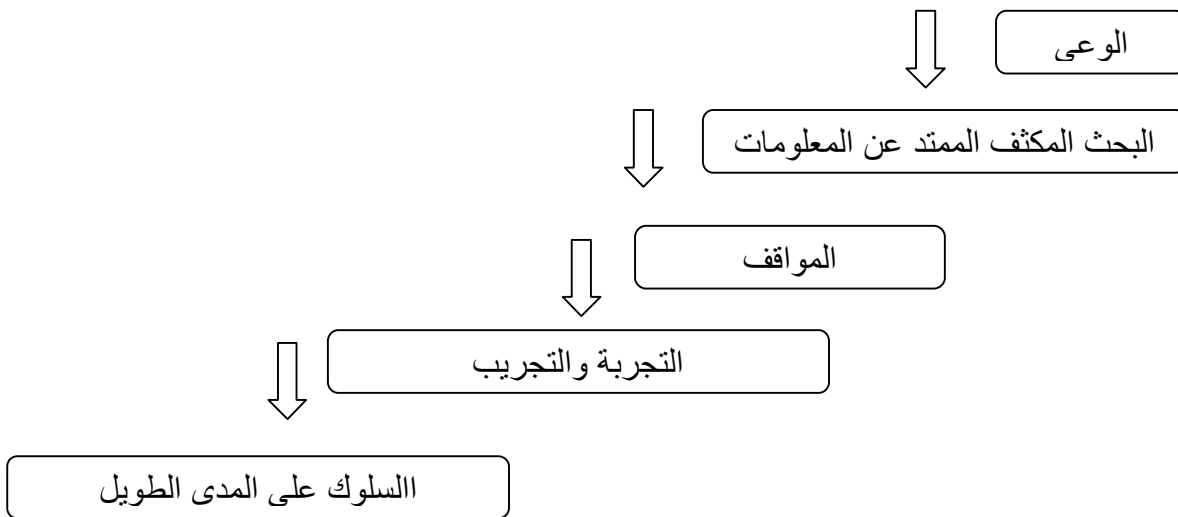 الوعى
البحث المكثف الممتد عن المعلومات
المواقف
التجربة والتجريب
االسلوك على المدى الطويل